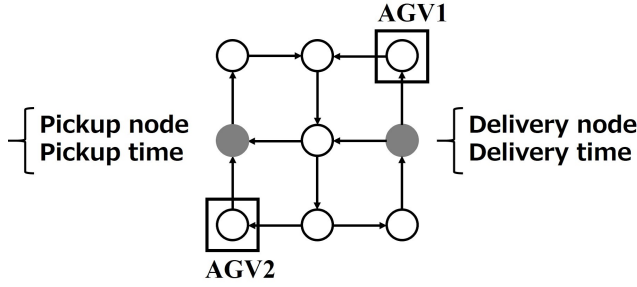 AGV1
Pickup node
Pickup time
Delivery node
Delivery time
AGV2